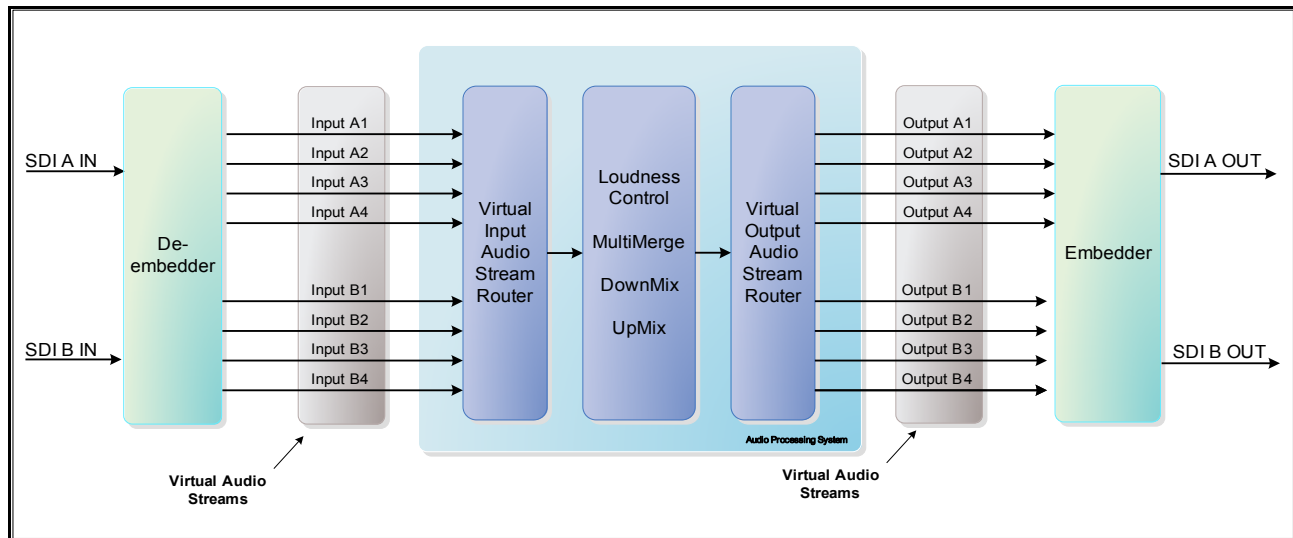 SDI A IN
SDI B IN
De-
embedder
Input A1
Input A2
Input A3
Input A4
Input B1
Input B2
Input B3
Input B4
Virtual Audio
Streams
Virtual
Input
Audio
Stream
Router
Loudness
Control
MultiMerge
DownMix
UpMix
Virtual
Output
Audio
Stream
Router
Audio Processing System
Output A1
Output A2
Output A3
Output A4
Output B1
Output B2
Output B3
Output B4
Virtual Audio
Streams
Embedder
SDI A OUT
SDI B OUT